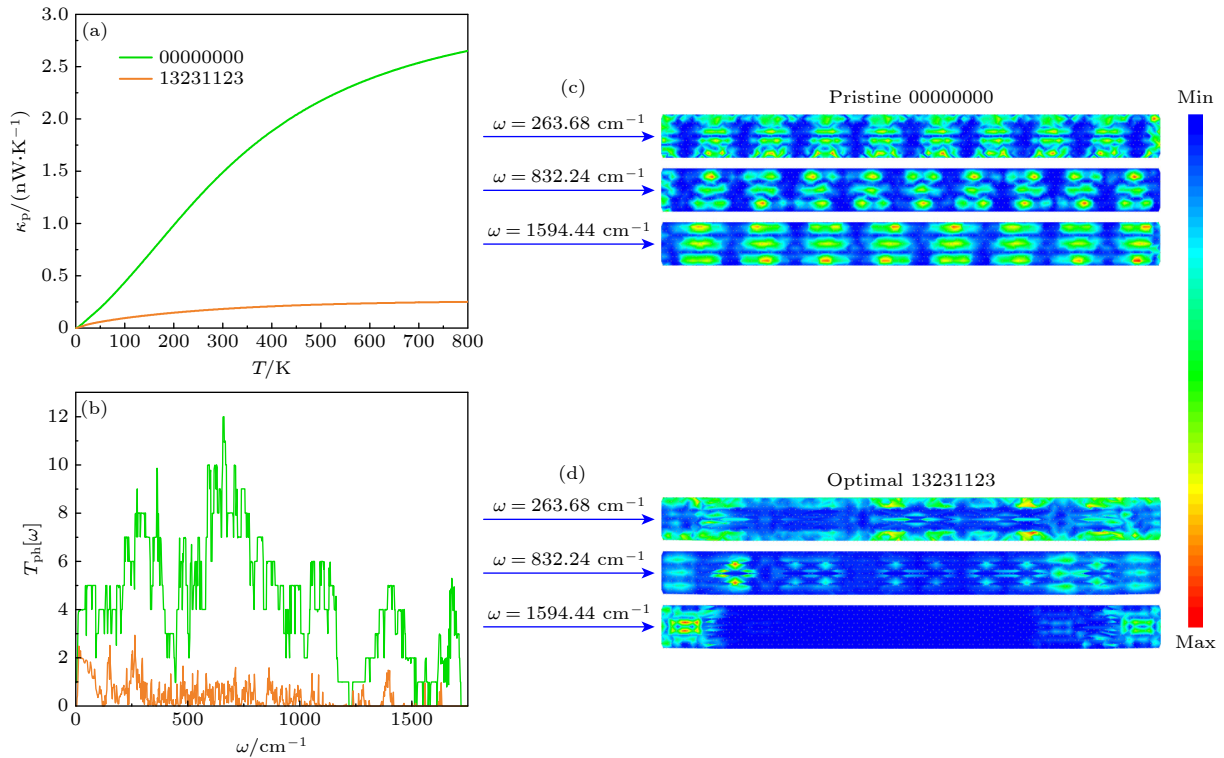 (a)
00000000
13231123
3.0
2.5
2.0
1.5
1.0
0.5
0
κp/(nW·K−1)
0 100 200 300 400 500 600 700 800
T/K
(b)
12
10
8
6
4
2
0
Tph[ω]
0 500 1000 1500
ω/cm−1
(c)
Pristine 00000000
ω = 263.68 cm−1
ω = 832.24 cm−1
ω = 1594.44 cm−1
(d)
Optimal 13231123
ω = 263.68 cm−1
ω = 832.24 cm−1
ω = 1594.44 cm−1
Min
Max